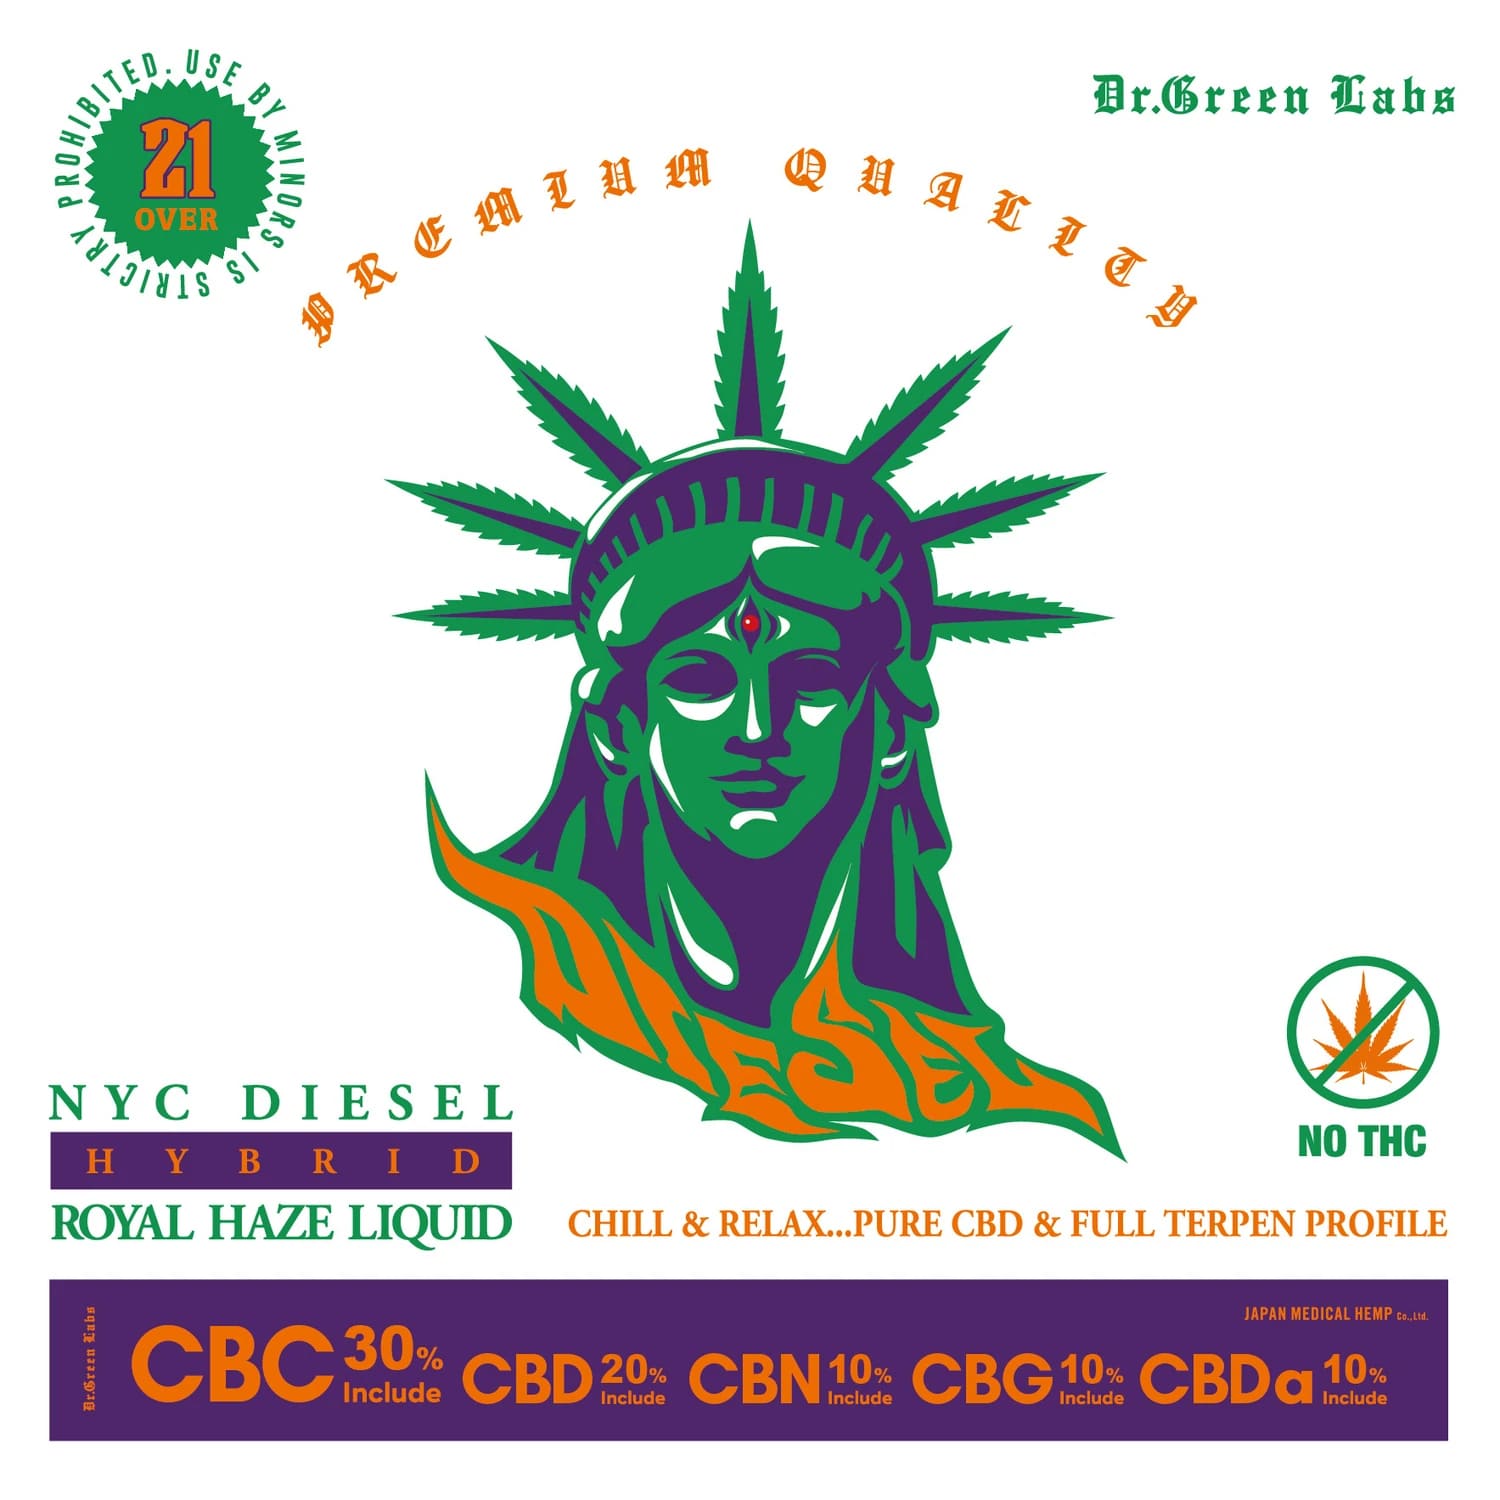 USE BY MINORS IS STRICTRY PROHIBITED.
21
OVER
Dr.Green Labs
PREMIUM QUALITY
DIESEL
NO THC
NYC DIESEL
HYBRID
ROYAL HAZE LIQUID
CHILL & RELAX...PURE CBD & FULL TERPEN PROFILE
JAPAN MEDICAL HEMP Co.,Ltd.
Dr.Green Labs
CBC 30% Include
CBD 20% Include
CBN 10% Include
CBG 10% Include
CBDa 10% Include